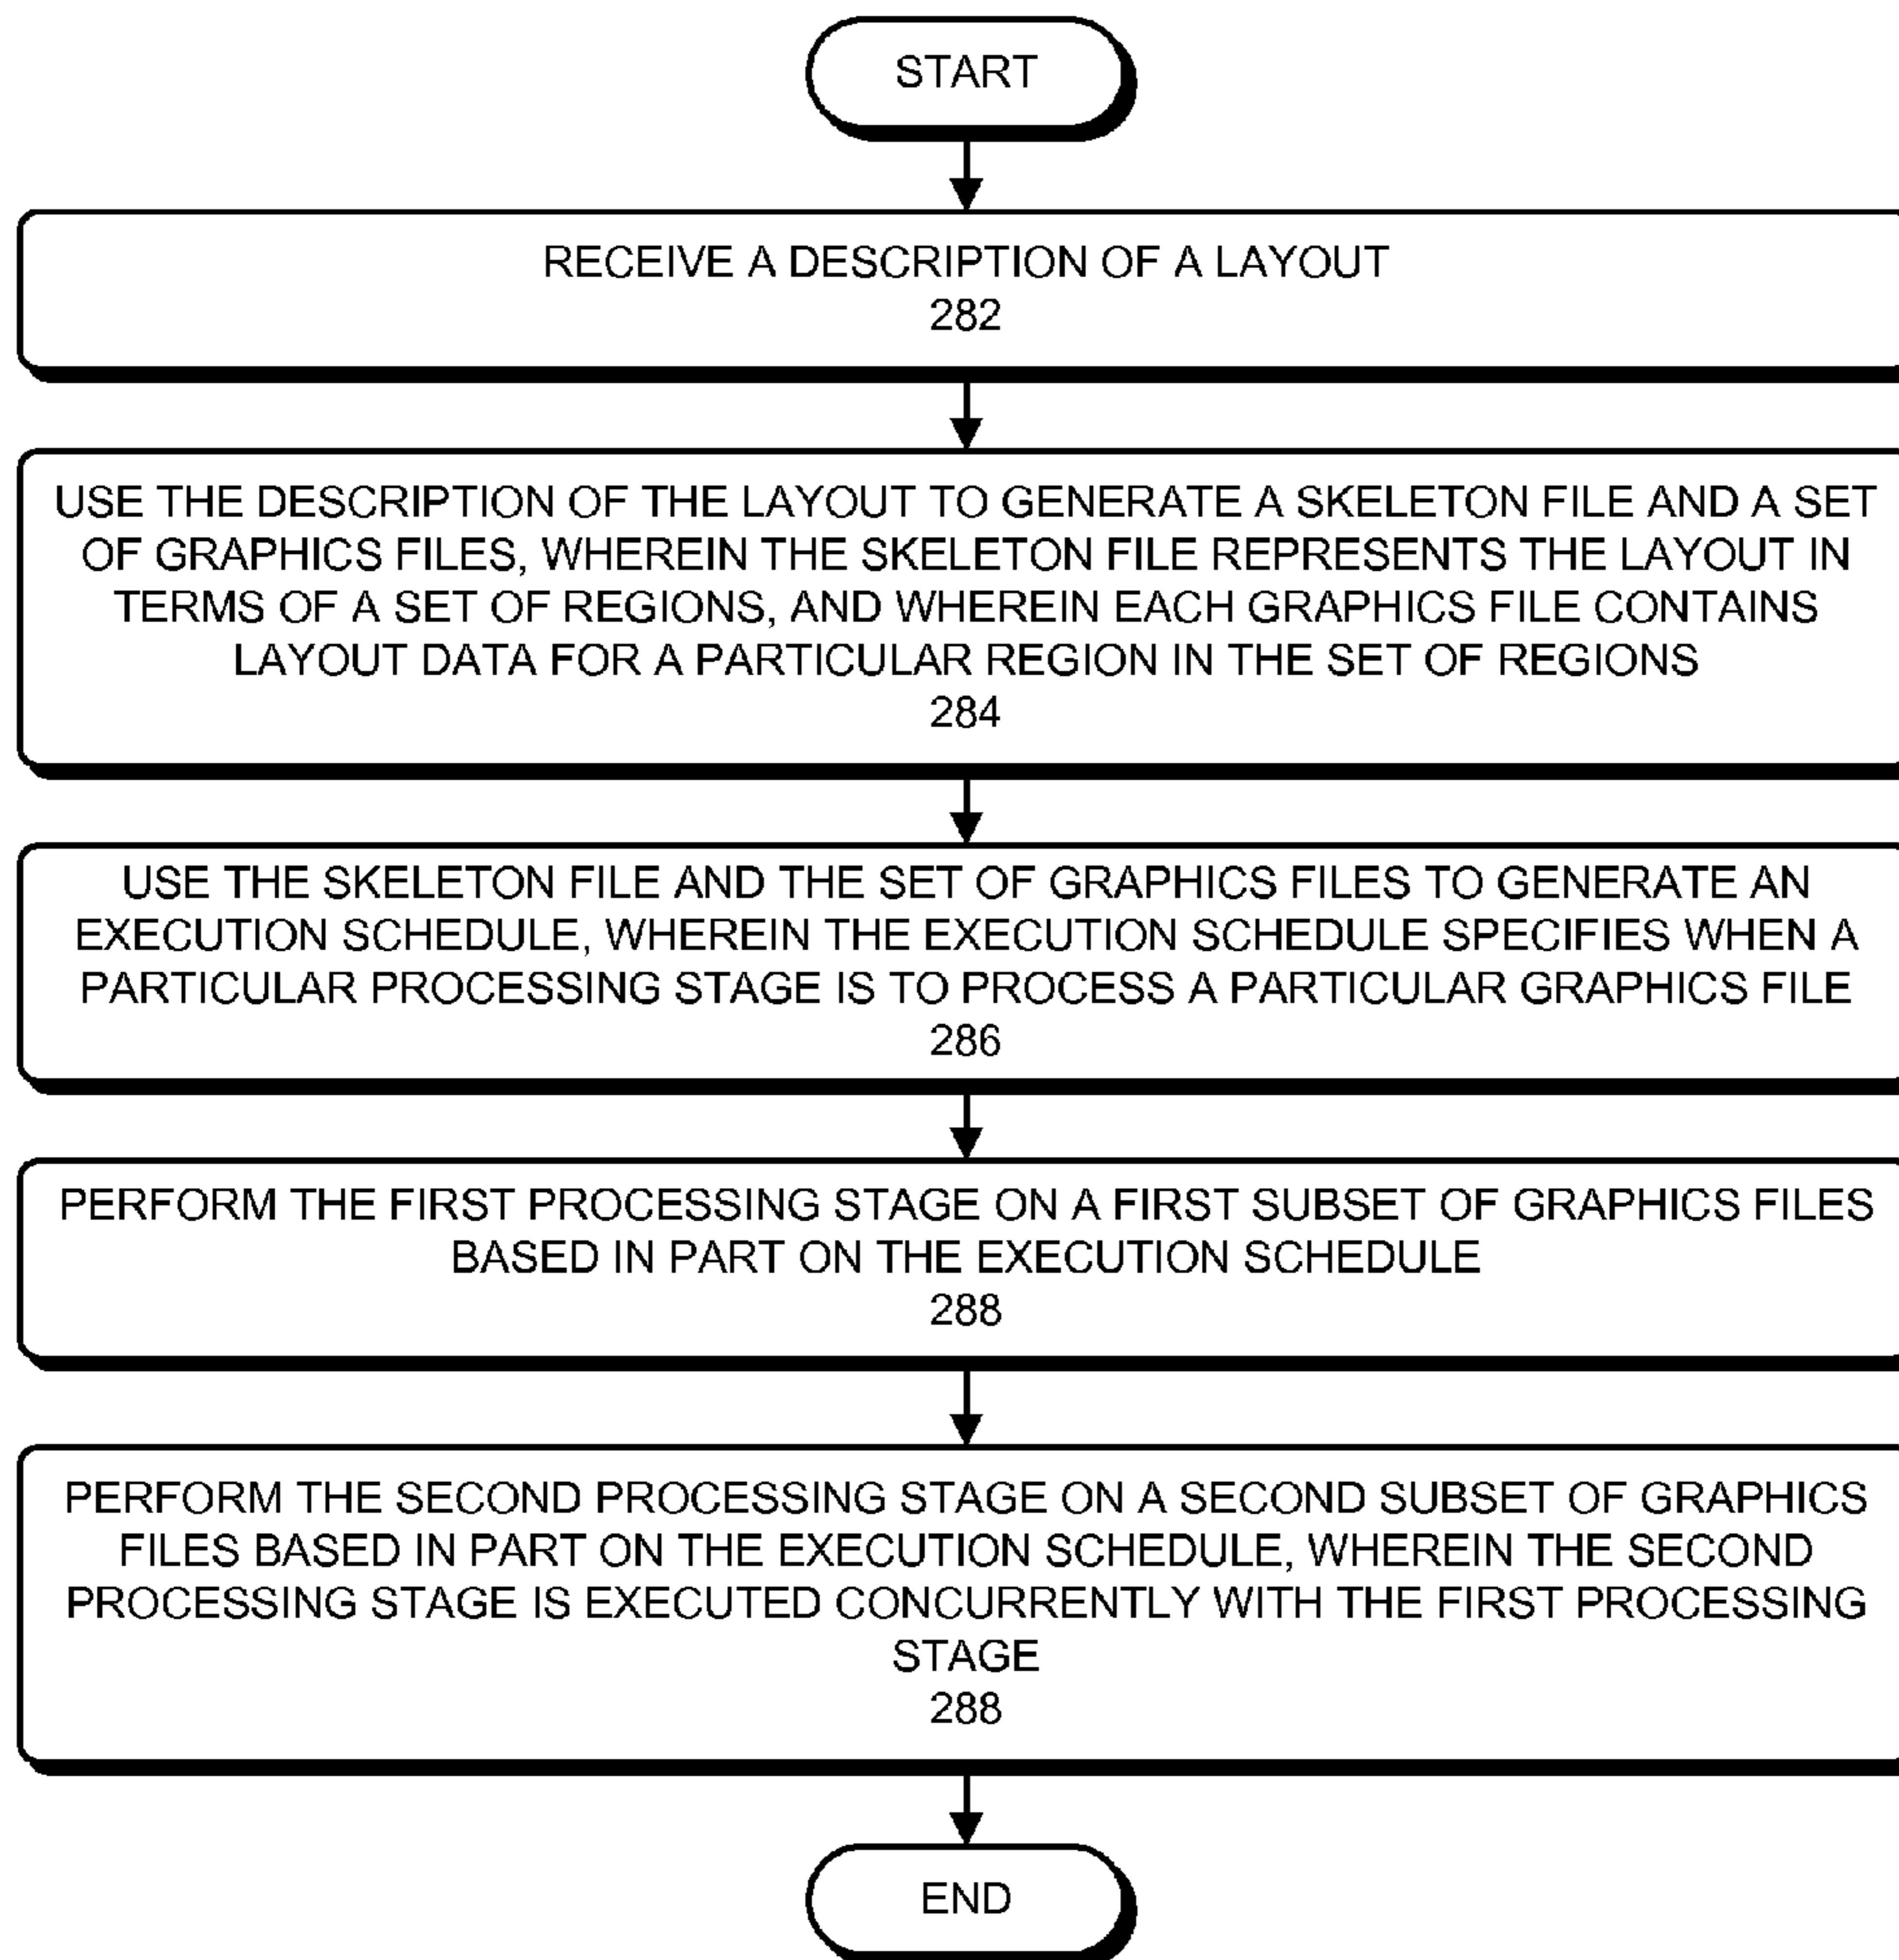 START
RECEIVE A DESCRIPTION OF A LAYOUT
282
USE THE DESCRIPTION OF THE LAYOUT TO GENERATE A SKELETON FILE AND A SET
OF GRAPHICS FILES, WHEREIN THE SKELETON FILE REPRESENTS THE LAYOUT IN
TERMS OF A SET OF REGIONS, AND WHEREIN EACH GRAPHICS FILE CONTAINS
LAYOUT DATA FOR A PARTICULAR REGION IN THE SET OF REGIONS
284
USE THE SKELETON FILE AND THE SET OF GRAPHICS FILES TO GENERATE AN
EXECUTION SCHEDULE, WHEREIN THE EXECUTION SCHEDULE SPECIFIES WHEN A
PARTICULAR PROCESSING STAGE IS TO PROCESS A PARTICULAR GRAPHICS FILE
286
PERFORM THE FIRST PROCESSING STAGE ON A FIRST SUBSET OF GRAPHICS FILES
BASED IN PART ON THE EXECUTION SCHEDULE
288
PERFORM THE SECOND PROCESSING STAGE ON A SECOND SUBSET OF GRAPHICS
FILES BASED IN PART ON THE EXECUTION SCHEDULE, WHEREIN THE SECOND
PROCESSING STAGE IS EXECUTED CONCURRENTLY WITH THE FIRST PROCESSING
STAGE
288
END